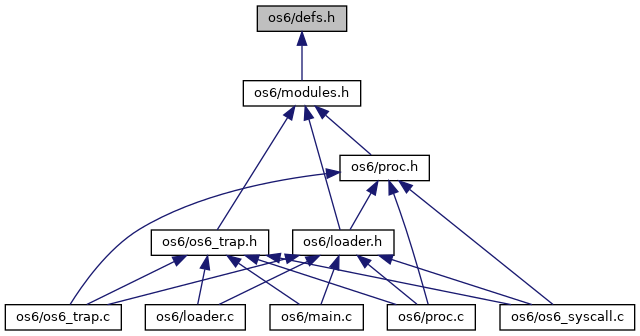 os6/defs.h
os6/modules.h
os6/proc.h
os6/os6_trap.h
os6/loader.h
os6/os6_trap.c
os6/loader.c
os6/main.c
os6/proc.c
os6/os6_syscall.c